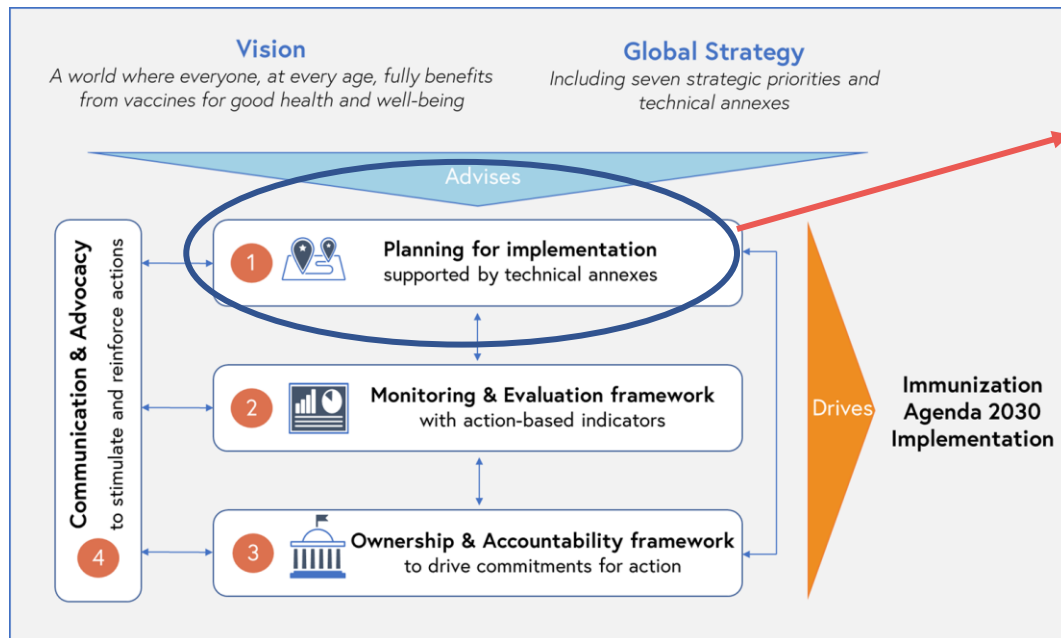 Vision
A world where everyone, at every age, fully benefits
from vaccines for good health and well-being
Global Strategy
Including seven strategic priorities and
technical annexes
Advises
Communication & Advocacy
to stimulate and reinforce actions
4
1
Planning for implementation
supported by technical annexes
2
Monitoring & Evaluation framework
with action-based indicators
3
Ownership & Accountability framework
to drive commitments for action
Drives
Immunization
Agenda 2030
Implementation